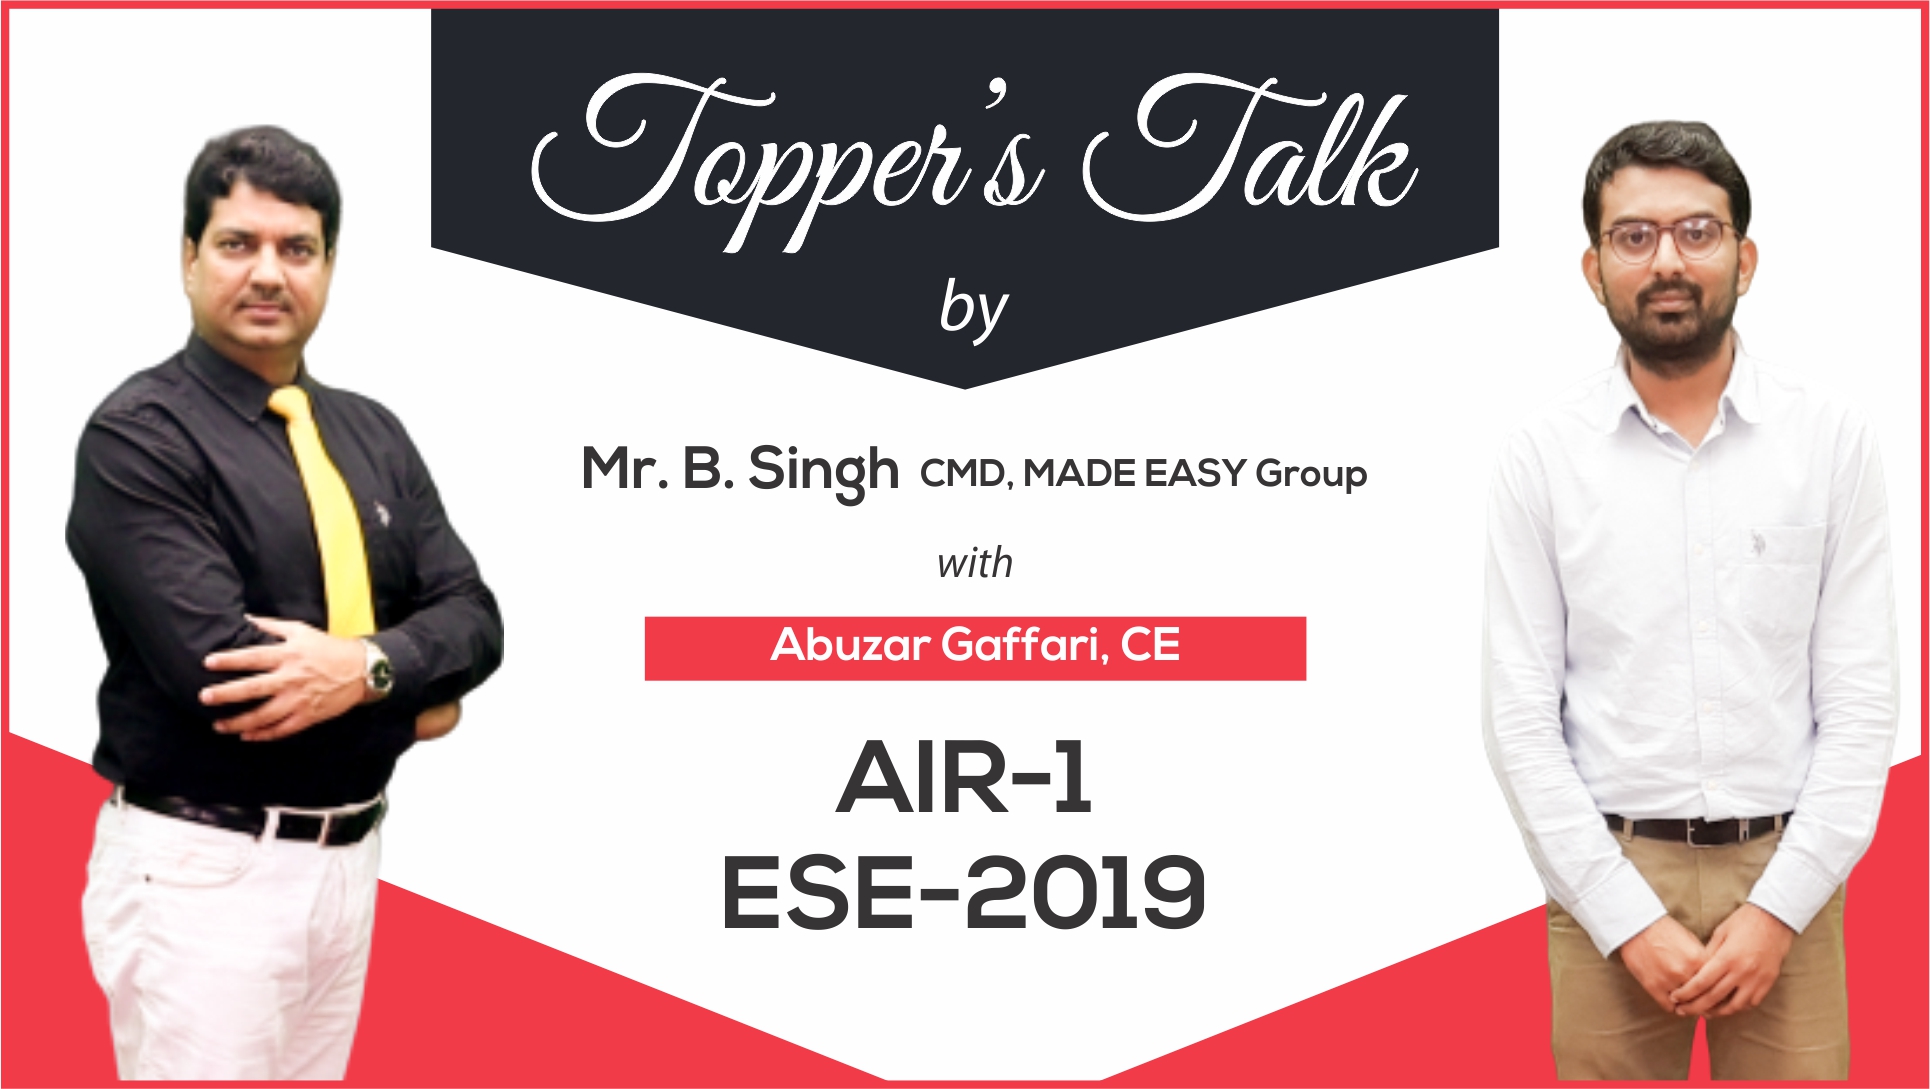 Topper's Talk
by
Mr. B. Singh CMD, MADE EASY Group
with
Abuzar Gaffari, CE
AIR-1
ESE-2019